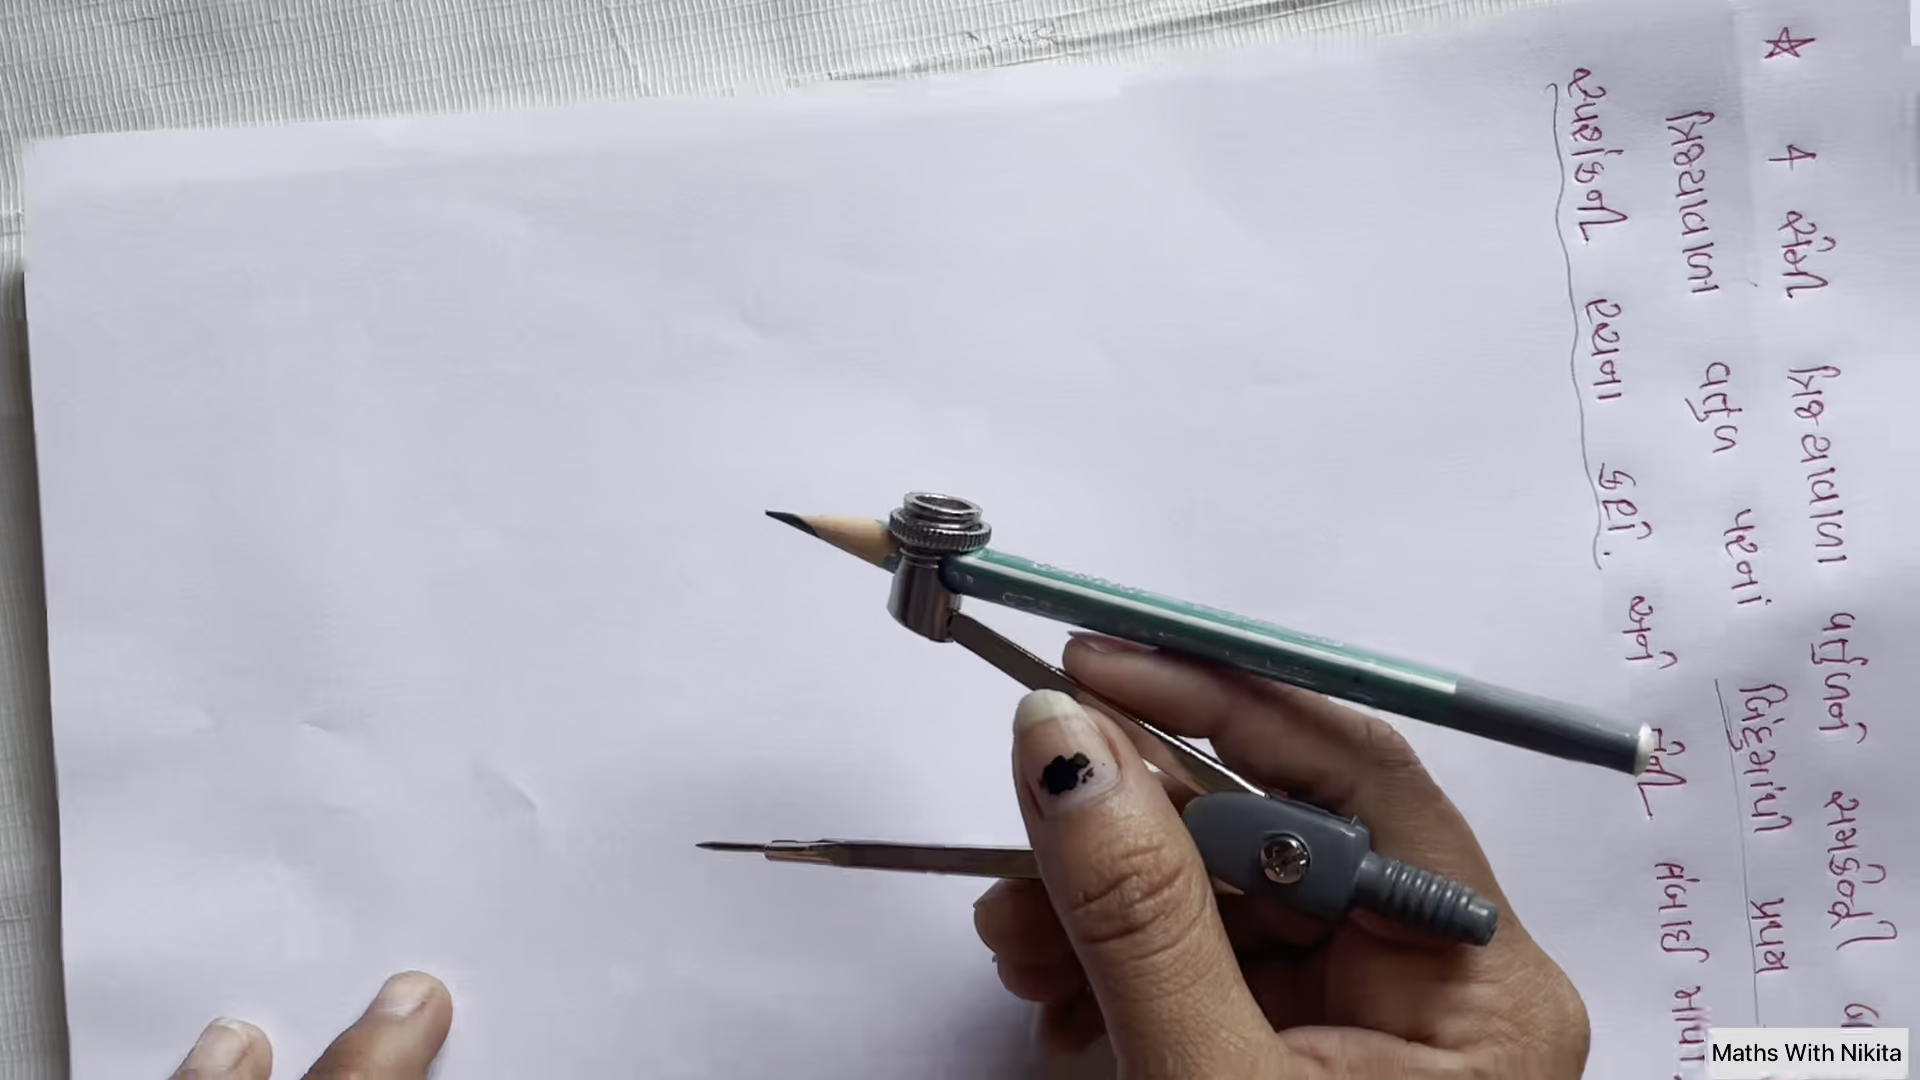 ★ 4 સેમી ત્રિજ્યાવાળા વર્તુળને સમકેન્દ્રી
ત્રિજ્યાવાળા વર્તુળ પરનાં બિંદુમાંથી પ્રથમ
સ્પર્શકની રચના કરો. અને તેની લંબાઈ માપો
Maths With Nikita